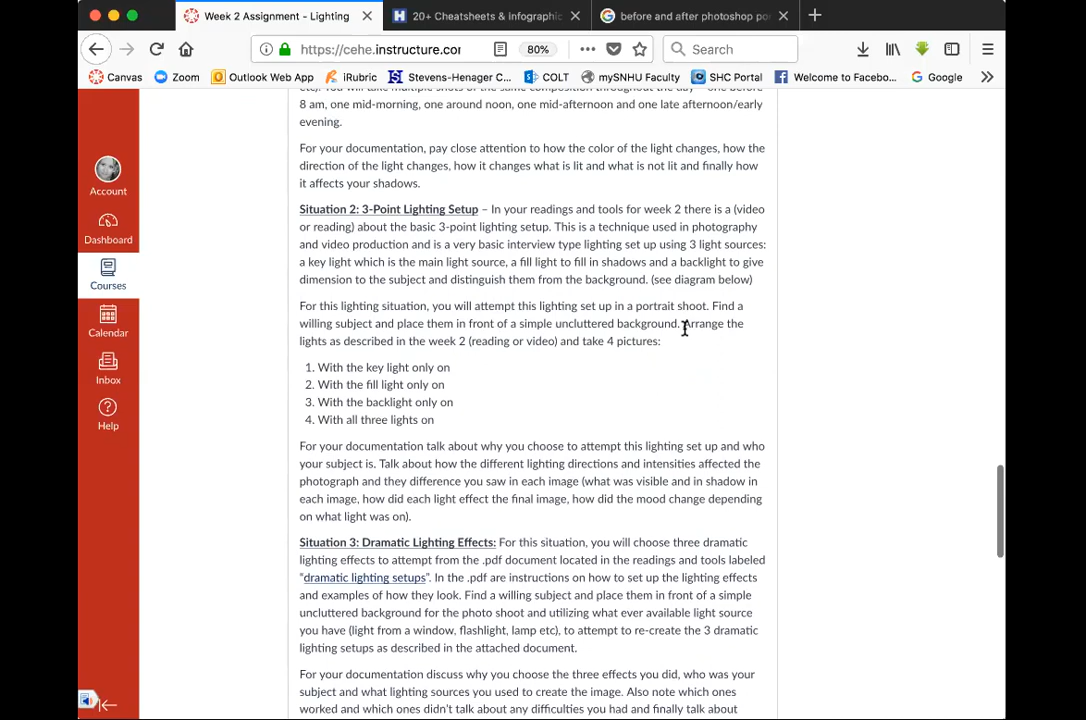 Week 2 Assignment - Lighting
20+ Cheatsheets & Infographic
before and after photoshop po
https://cehe.instructure.cor
80%
Search
Canvas
Zoom
Outlook Web App
iRubric
Stevens-Henager C...
COLT
mySNHU Faculty
SHC Portal
Welcome to Facebo...
Google
Account
Dashboard
Courses
Calendar
Inbox
Help
etc). You will take multiple shots of the same composition throughout the day – one before
8 am, one mid-morning, one around noon, one mid-afternoon and one late afternoon/early
evening.
For your documentation, pay close attention to how the color of the light changes, how the
direction of the light changes, how it changes what is lit and what is not lit and finally how
it affects your shadows.
Situation 2: 3-Point Lighting Setup – In your readings and tools for week 2 there is a (video
or reading) about the basic 3-point lighting setup. This is a technique used in photography
and video production and is a very basic interview type lighting set up using 3 light sources:
a key light which is the main light source, a fill light to fill in shadows and a backlight to give
dimension to the subject and distinguish them from the background. (see diagram below)
For this lighting situation, you will attempt this lighting set up in a portrait shoot. Find a
willing subject and place them in front of a simple uncluttered background. Arrange the
lights as described in the week 2 (reading or video) and take 4 pictures:
1. With the key light only on
2. With the fill light only on
3. With the backlight only on
4. With all three lights on
For your documentation talk about why you choose to attempt this lighting set up and who
your subject is. Talk about how the different lighting directions and intensities affected the
photograph and they difference you saw in each image (what was visible and in shadow in
each image, how did each light effect the final image, how did the mood change depending
on what light was on).
Situation 3: Dramatic Lighting Effects: For this situation, you will choose three dramatic
lighting effects to attempt from the .pdf document located in the readings and tools labeled
"dramatic lighting setups". In the .pdf are instructions on how to set up the lighting effects
and examples of how they look. Find a willing subject and place them in front of a simple
uncluttered background for the photo shoot and utilizing what ever available light source
you have (light from a window, flashlight, lamp etc), to attempt to re-create the 3 dramatic
lighting setups as described in the attached document.
For your documentation discuss why you choose the three effects you did, who was your
subject and what lighting sources you used to create the image. Also note which ones
worked and which ones didn't talk about any difficulties you had and finally talk about